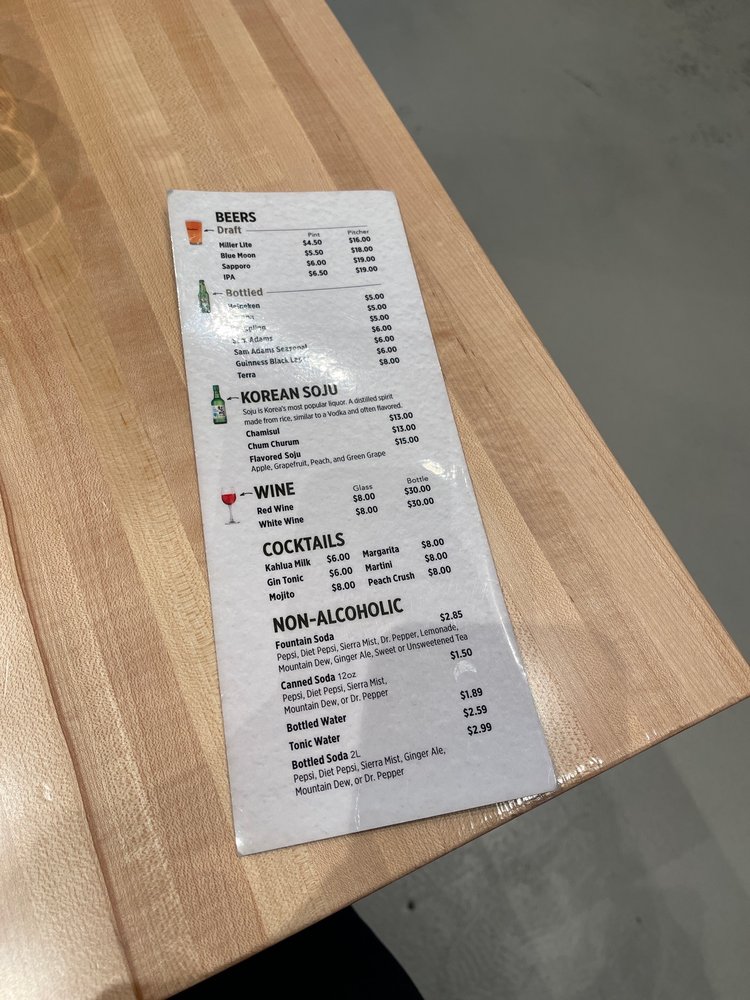 BEERS
Draft Pint Pitcher
Miller Lite $4.50 $16.00
Blue Moon $5.50 $18.00
Sapporo $6.00 $19.00
IPA $6.50 $19.00
Bottled
Heineken $5.00
$5.00
$5.00
Sam Adams $6.00
Sam Adams Seasonal $6.00
Guinness Black $6.00
Terra $8.00
KOREAN SOJU
Soju is Korea's most popular liquor. A distilled spirit
made from rice, similar to a Vodka and often flavored.
Chamisul $13.00
Chum Churum $13.00
Flavored Soju $15.00
Apple, Grapefruit, Peach, and Green Grape
WINE Glass Bottle
Red Wine $8.00 $30.00
White Wine $8.00 $30.00
COCKTAILS
Kahlua Milk $6.00 Margarita $8.00
Gin Tonic $6.00 Martini $8.00
Mojito $8.00 Peach Crush $8.00
NON-ALCOHOLIC
Fountain Soda $2.85
Pepsi, Diet Pepsi, Sierra Mist, Dr. Pepper, Lemonade,
Mountain Dew, Ginger Ale, Sweet or Unsweetened Tea
Canned Soda 12oz $1.50
Pepsi, Diet Pepsi, Sierra Mist,
Mountain Dew, or Dr. Pepper
Bottled Water $1.89
Tonic Water $2.59
Bottled Soda 2L $2.99
Pepsi, Diet Pepsi, Sierra Mist, Ginger Ale,
Mountain Dew, or Dr. Pepper